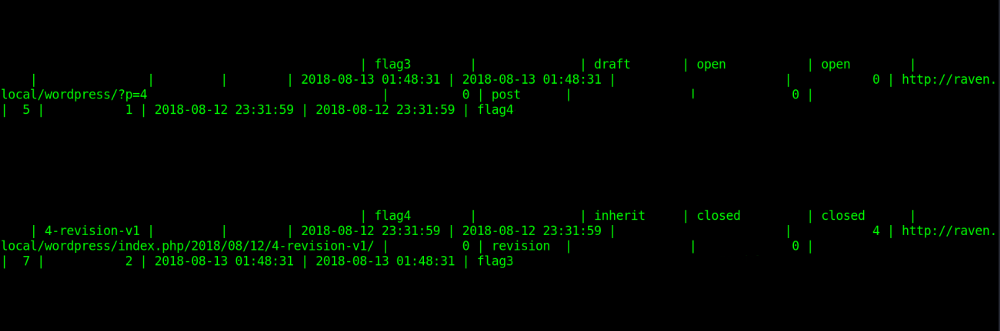 | flag3 | | draft | open | open |
| | | | 2018-08-13 01:48:31 | 2018-08-13 01:48:31 | | 0 | http://raven.
local/wordpress/?p=4 | 0 | post | | 0 |
| 5 | 1 | 2018-08-12 23:31:59 | 2018-08-12 23:31:59 | flag4
| flag4 | | inherit | closed | closed |
| 4-revision-v1 | | | 2018-08-12 23:31:59 | 2018-08-12 23:31:59 | | 4 | http://raven.
local/wordpress/index.php/2018/08/12/4-revision-v1/ | 0 | revision | | 0 |
| 7 | 2 | 2018-08-13 01:48:31 | 2018-08-13 01:48:31 | flag3